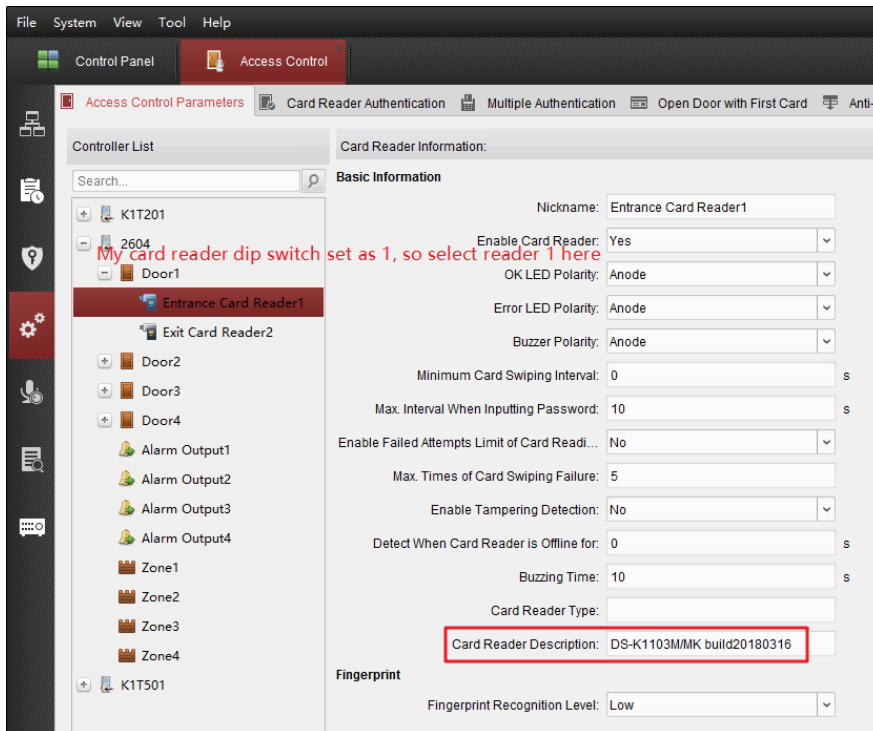 File System View Tool Help
Control Panel Access Control
Access Control Parameters Card Reader Authentication Multiple Authentication Open Door with First Card Anti-
Controller List
Search...
K1T201
2604
My card reader dip switch set as 1, so select reader 1 here
Door1
Entrance Card Reader1
Exit Card Reader2
Door2
Door3
Door4
Alarm Output1
Alarm Output2
Alarm Output3
Alarm Output4
Zone1
Zone2
Zone3
Zone4
K1T501
Card Reader Information:
Basic Information
Nickname: Entrance Card Reader1
Enable Card Reader: Yes
OK LED Polarity: Anode
Error LED Polarity: Anode
Buzzer Polarity: Anode
Minimum Card Swiping Interval: 0 s
Max. Interval When Inputting Password: 10 s
Enable Failed Attempts Limit of Card Readi... No
Max. Times of Card Swiping Failure: 5
Enable Tampering Detection: No
Detect When Card Reader is Offline for: 0 s
Buzzing Time: 10 s
Card Reader Type:
Card Reader Description: DS-K1103M/MK build20180316
Fingerprint
Fingerprint Recognition Level: Low